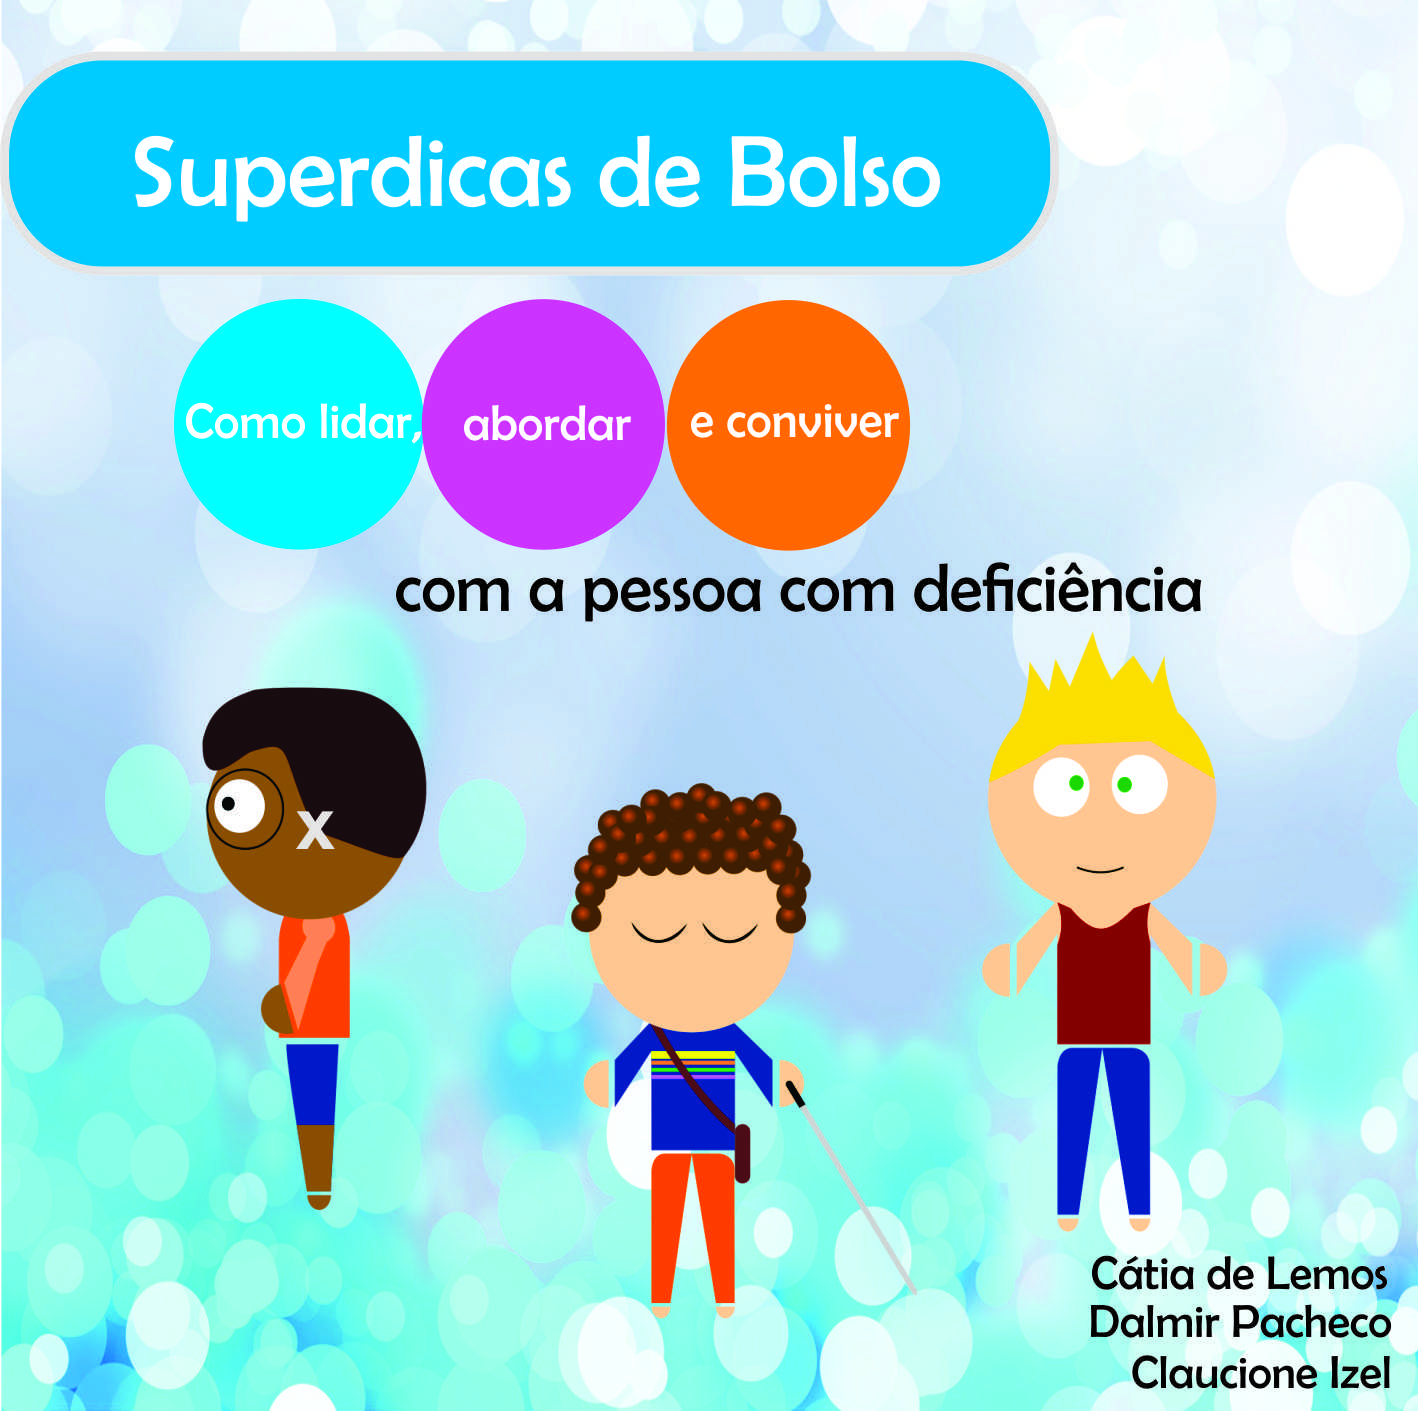 Superdicas de Bolso
Como lidar, abordar e conviver
com a pessoa com deficiência
x
Cátia de Lemos
Dalmir Pacheco
Claucione Izel